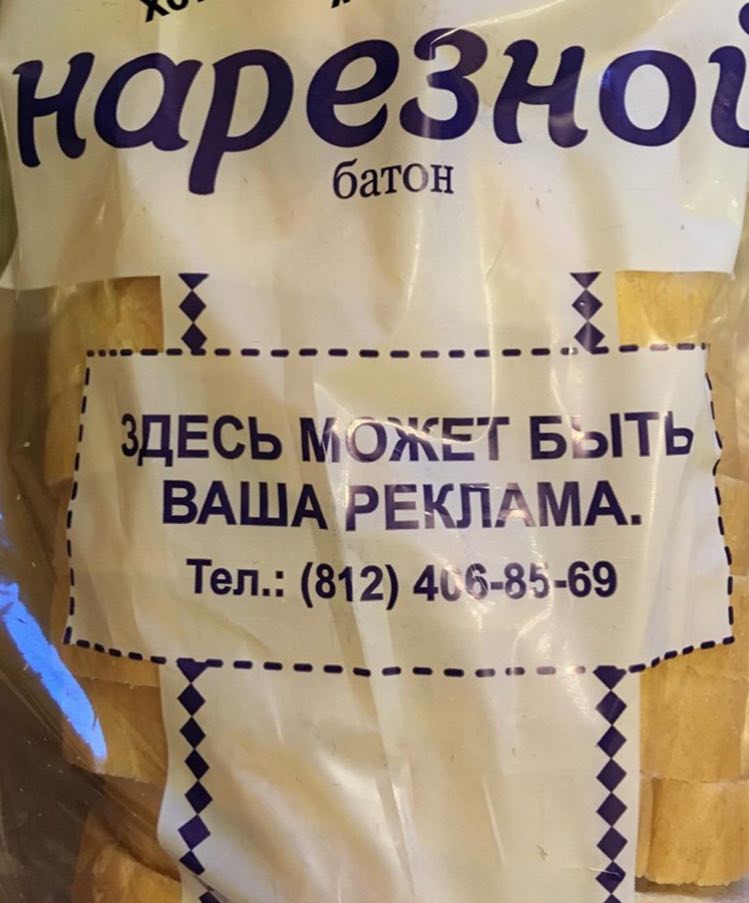 нарезной
батон
ЗДЕСЬ МОЖЕТ БЫТЬ
ВАША РЕКЛАМА.
Тел.: (812) 406-85-69